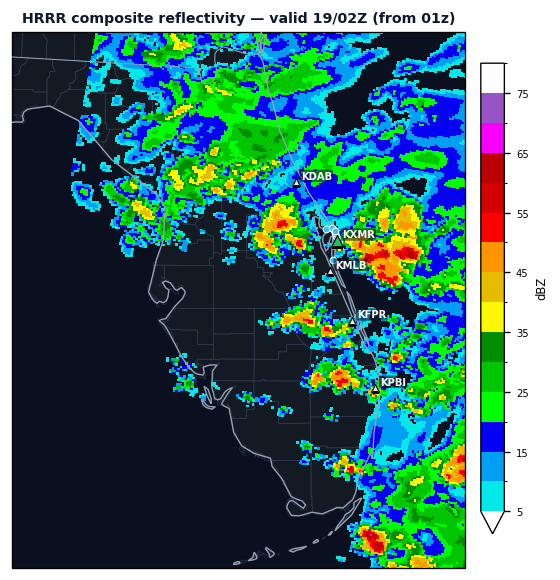 HRRR composite reflectivity — valid 19/02Z (from 01z)
KDAB
KXMR
KMLB
KFPR
KPBI
75
65
55
45
35
25
15
5
dBZ